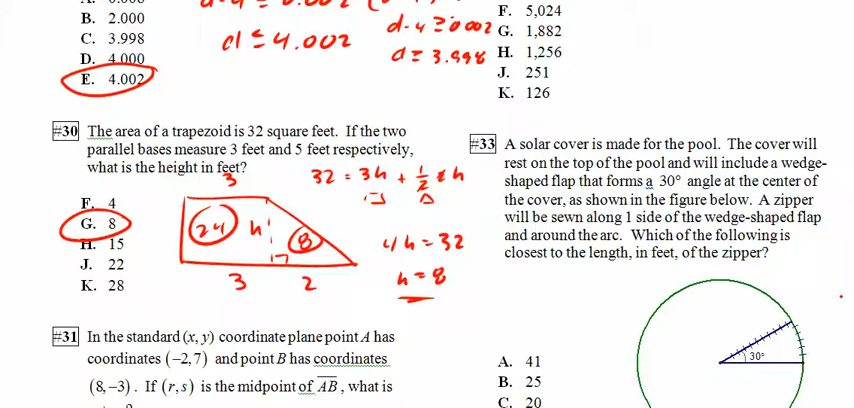 B. 2.000
C. 3.998
D. 4.000
E. 4.002
d ≤ 4.002
d = 3.998
#30 The area of a trapezoid is 32 square feet. If the two
parallel bases measure 3 feet and 5 feet respectively,
what is the height in feet?
3
32 = 3h + 1/2 2h
F. 4
G. 8
H. 15
J. 22
K. 28
24 h 8
3 2
4h = 32
h = 8
#31 In the standard (x, y) coordinate plane point A has
coordinates (−2,7) and point B has coordinates
(8,−3). If (r,s) is the midpoint of AB, what is
F. 5,024
G. 1,882
H. 1,256
J. 251
K. 126
#33 A solar cover is made for the pool. The cover will
rest on the top of the pool and will include a wedge-
shaped flap that forms a 30° angle at the center of
the cover, as shown in the figure below. A zipper
will be sewn along 1 side of the wedge-shaped flap
and around the arc. Which of the following is
closest to the length, in feet, of the zipper?
A. 41
B. 25
C. 20
30°